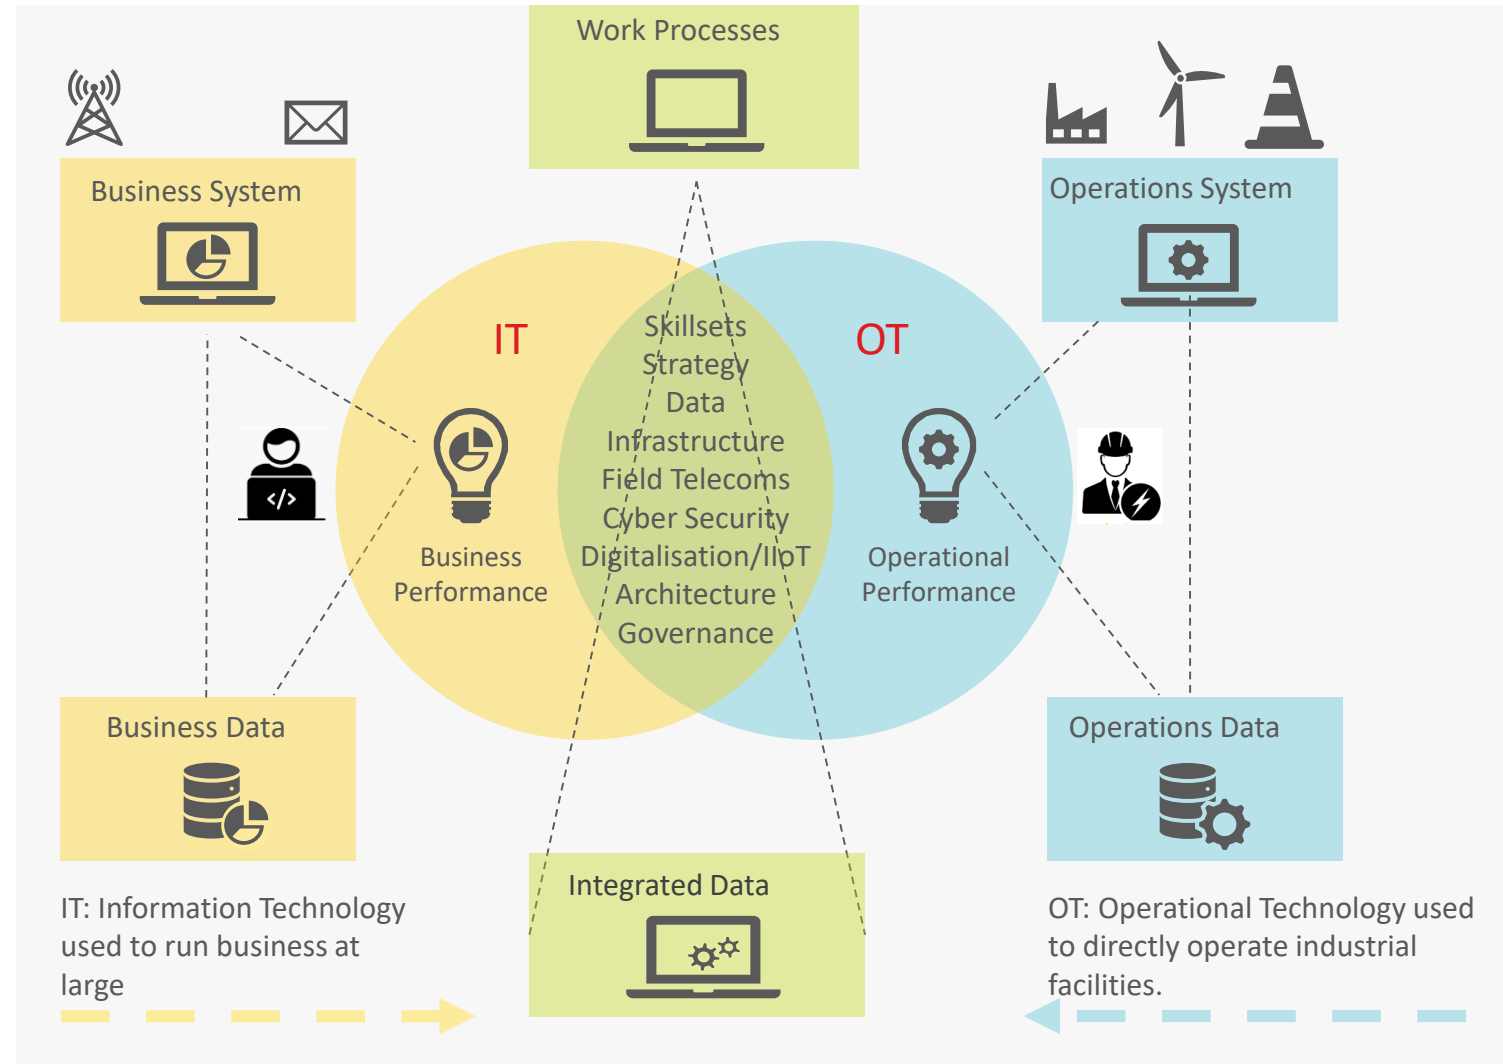 Work Processes
Business System
Operations System
IT
OT
Skillsets
Strategy
Data
Infrastructure
Field Telecoms
Cyber Security
Digitalisation/IIoT
Architecture
Governance
</>
Business
Performance
Operational
Performance
Business Data
Operations Data
Integrated Data
IT: Information Technology
used to run business at
large
OT: Operational Technology used
to directly operate industrial
facilities.